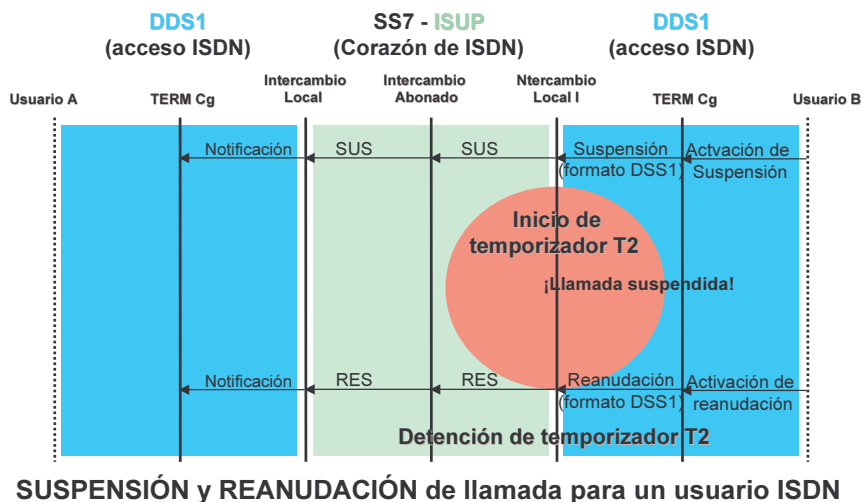 DDS1
(acceso ISDN)
SS7 - ISUP
(Corazón de ISDN)
DDS1
(acceso ISDN)
Usuario A
TERM Cg
Intercambio
Local
Intercambio
Abonado
Ntercambio
Local I
TERM Cg
Usuario B
Notificación
SUS
SUS
Suspensión
(formato DSS1)
Actvación de
Suspensión
Inicio de
temporizador T2
¡Llamada suspendida!
Notificación
RES
RES
Reanudación
(formato DSS1)
Activación de
reanudación
Detención de temporizador T2
SUSPENSIÓN y REANUDACIÓN de llamada para un usuario ISDN